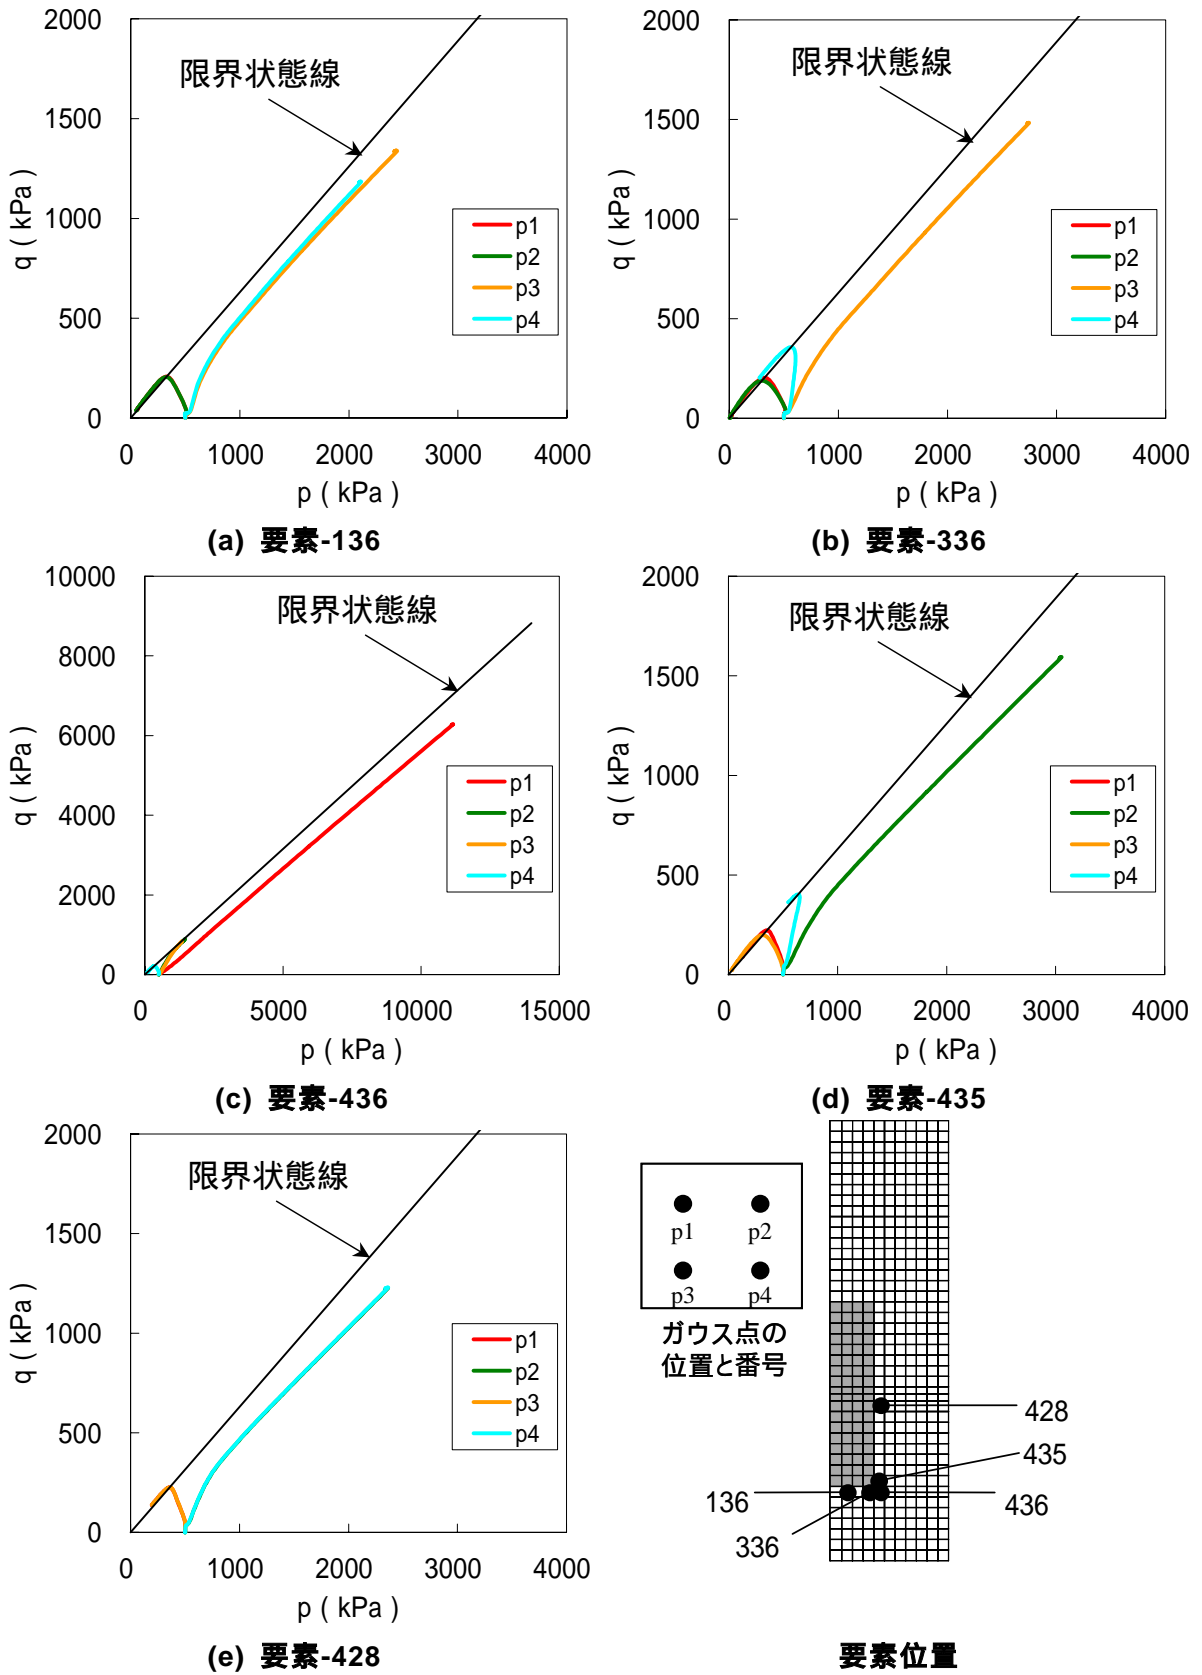 2000
1500
1000
500
0
q ( kPa )
限界状態線
p1
p2
p3
p4
0 1000 2000 3000 4000
p ( kPa )
(a) 要素-136
2000
1500
1000
500
0
q ( kPa )
限界状態線
p1
p2
p3
p4
0 1000 2000 3000 4000
p ( kPa )
(b) 要素-336
10000
8000
6000
4000
2000
0
q ( kPa )
限界状態線
p1
p2
p3
p4
0 5000 10000 15000
p ( kPa )
(c) 要素-436
2000
1500
1000
500
0
q ( kPa )
限界状態線
p1
p2
p3
p4
0 1000 2000 3000 4000
p ( kPa )
(d) 要素-435
2000
1500
1000
500
0
q ( kPa )
限界状態線
p1
p2
p3
p4
0 1000 2000 3000 4000
p ( kPa )
(e) 要素-428
p1 p2
p3 p4
ガウス点の
位置と番号
428
435
136
436
336
要素位置